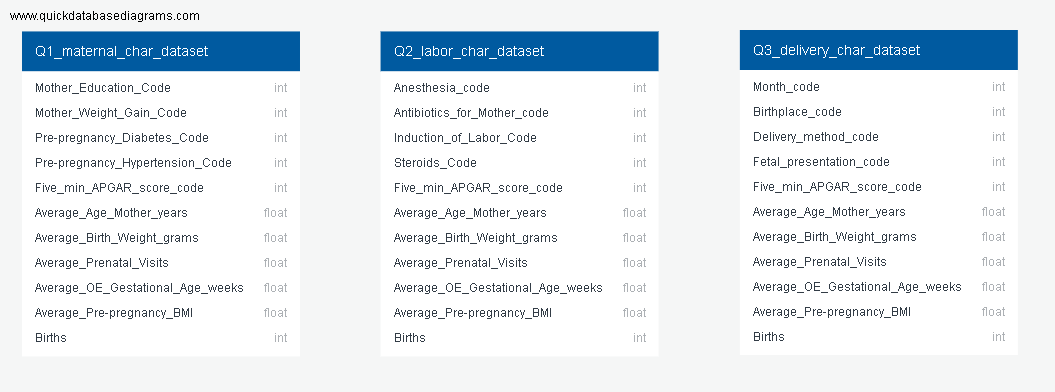 www.quickdatabasediagrams.com
Q1_maternal_char_dataset
Mother_Education_Code int
Mother_Weight_Gain_Code int
Pre-pregnancy_Diabetes_Code int
Pre-pregnancy_Hypertension_Code int
Five_min_APGAR_score_code int
Average_Age_Mother_years float
Average_Birth_Weight_grams float
Average_Prenatal_Visits float
Average_OE_Gestational_Age_weeks float
Average_Pre-pregnancy_BMI float
Births int
Q2_labor_char_dataset
Anesthesia_code int
Antibiotics_for_Mother_code int
Induction_of_Labor_Code int
Steroids_Code int
Five_min_APGAR_score_code int
Average_Age_Mother_years float
Average_Birth_Weight_grams float
Average_Prenatal_Visits float
Average_OE_Gestational_Age_weeks float
Average_Pre-pregnancy_BMI float
Births int
Q3_delivery_char_dataset
Month_code int
Birthplace_code int
Delivery_method_code int
Fetal_presentation_code int
Five_min_APGAR_score_code int
Average_Age_Mother_years float
Average_Birth_Weight_grams float
Average_Prenatal_Visits float
Average_OE_Gestational_Age_weeks float
Average_Pre-pregnancy_BMI float
Births int